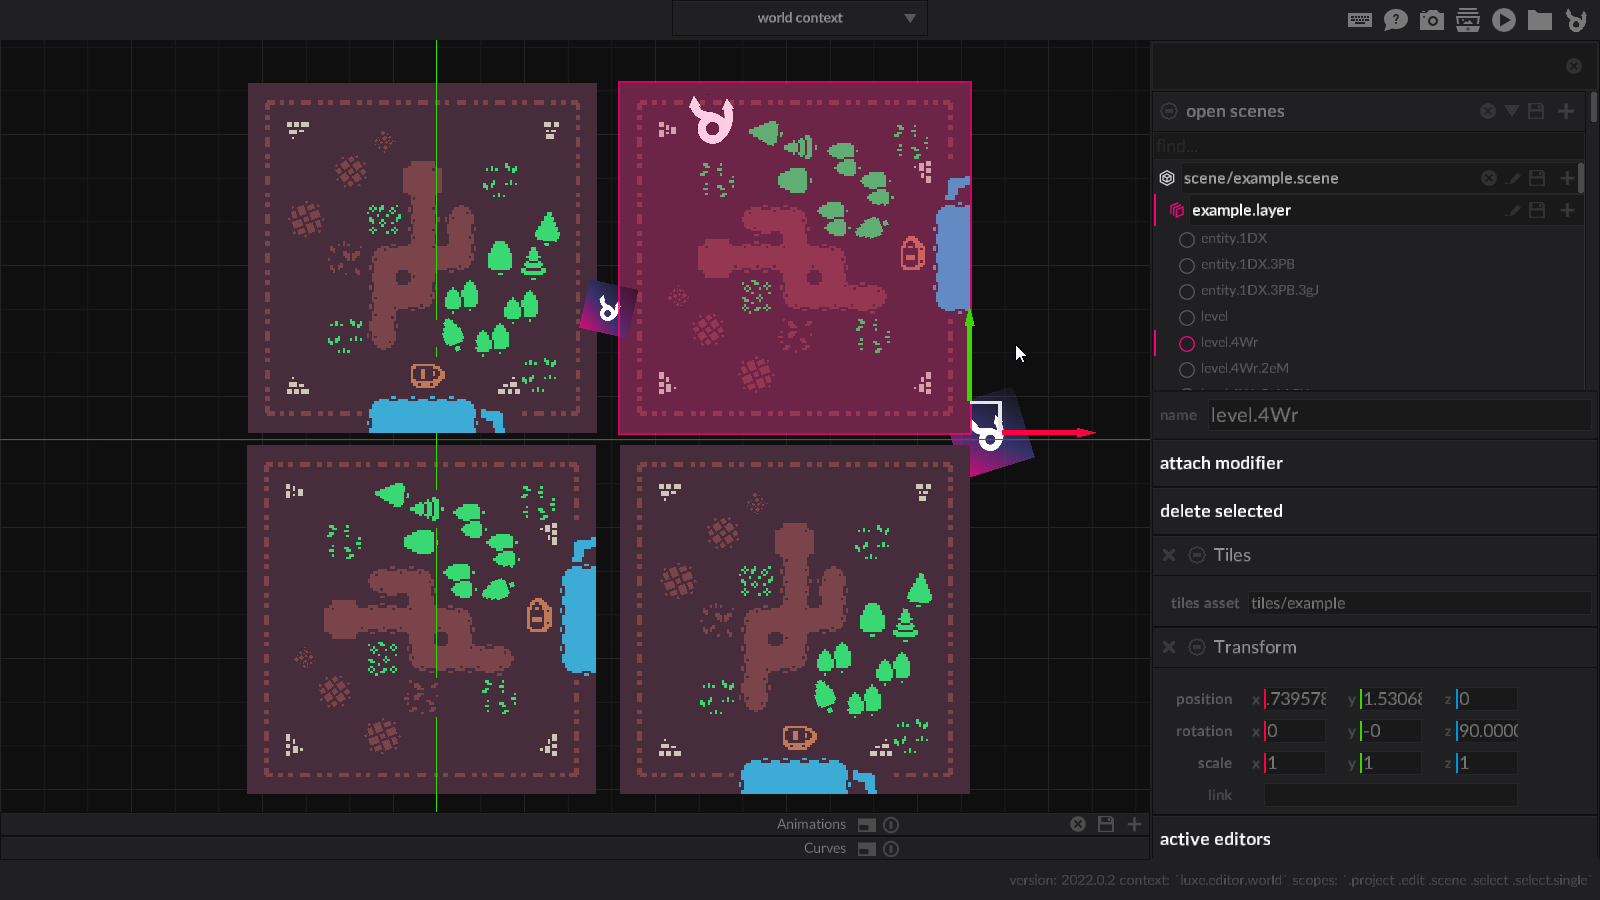 world context
open scenes
find...
scene/example.scene
example.layer
entity.1DX
entity.1DX.3PB
entity.1DX.3PB.3gJ
level
level.4Wr
level.4Wr.2eM
name level.4Wr
attach modifier
delete selected
Tiles
tiles asset tiles/example
Transform
position x .739578 y 1.53068 z 0
rotation x 0 y -0 z 90.0000
scale x 1 y 1 z 1
link
Animations
Curves
active editors
version: 2022.0.2 context: `luxe.editor.world` scopes: `.project .edit .scene .select .select.single`